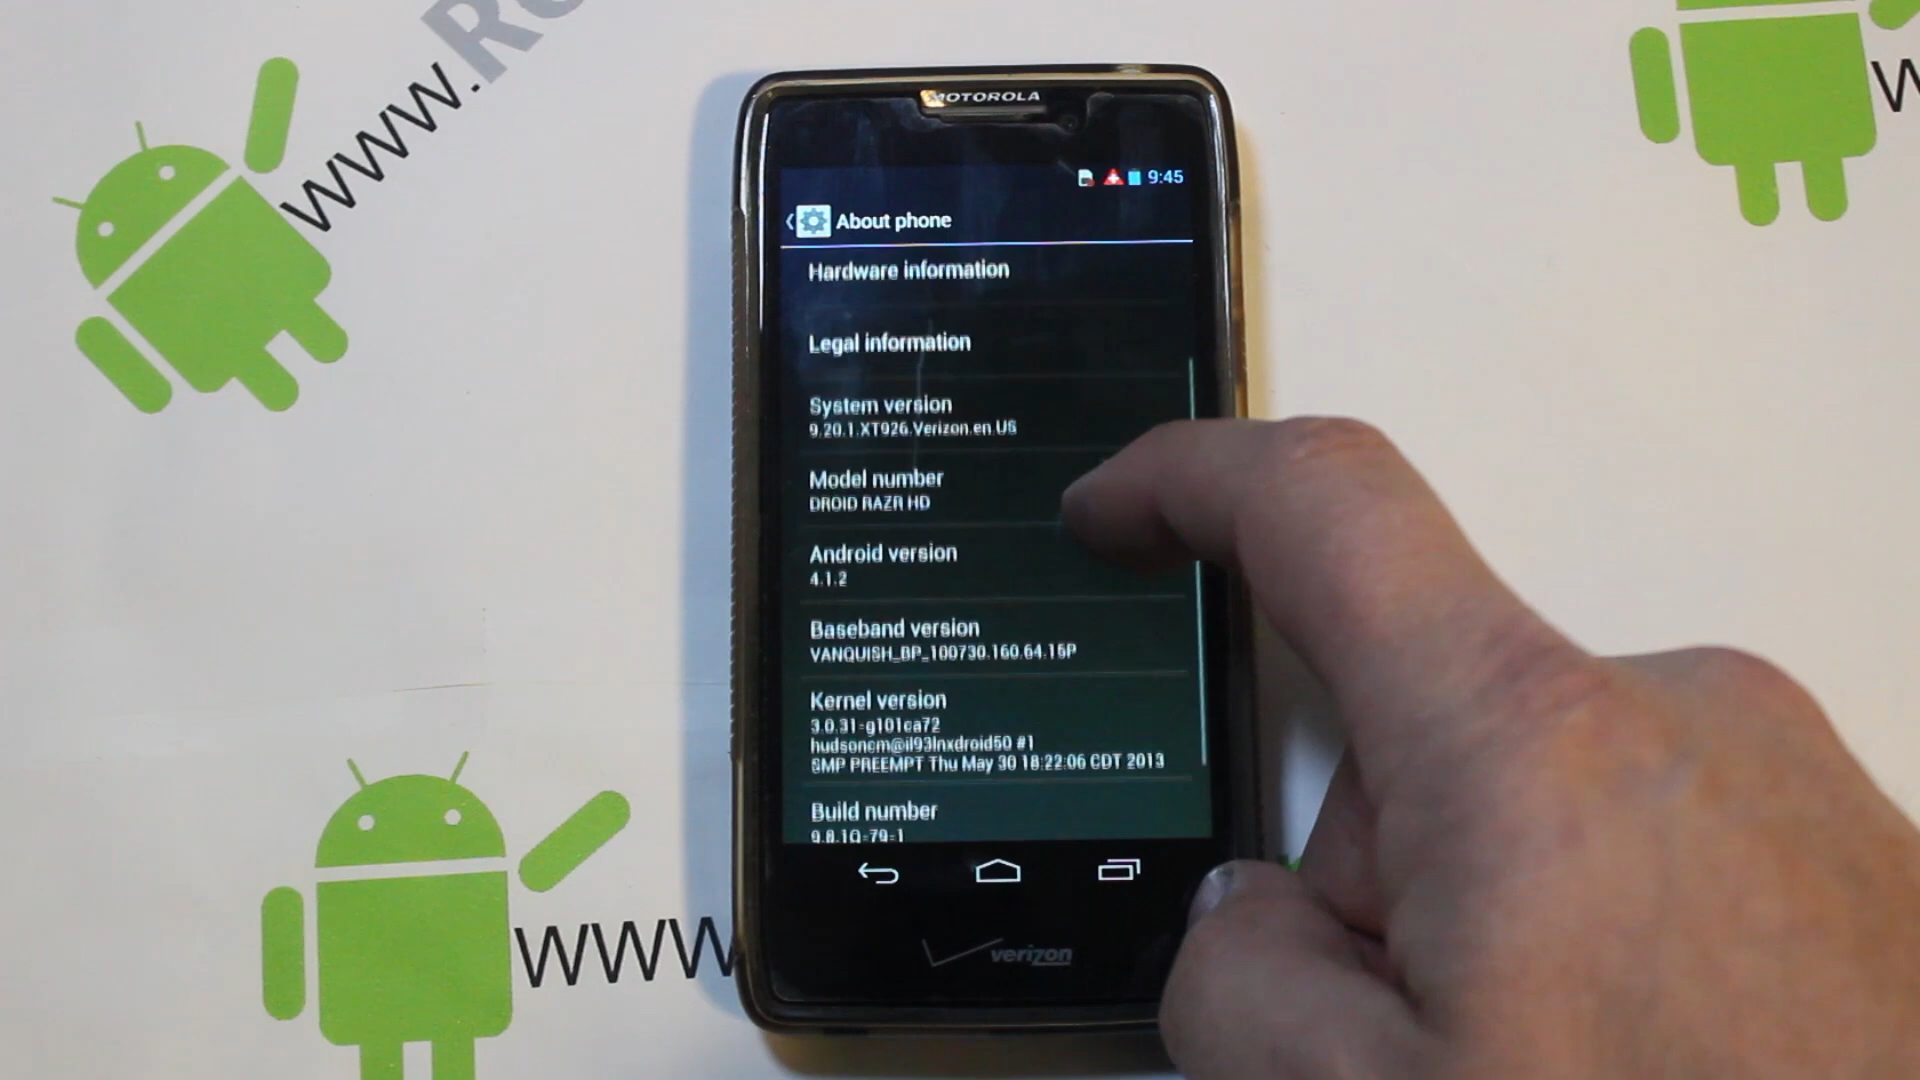 www.Ro
MOTOROLA
9:45
About phone
Hardware information
Legal information
System version
9.20.1.XT926.Verizon.en.US
Model number
DROID RAZR HD
Android version
4.1.2
Baseband version
VANQUISH_BP_100730.160.64.15P
Kernel version
3.0.31-g101ca72
hudsoncm@il93lnxdroid50 #1
SMP PREEMPT Thu May 30 18:22:06 CDT 2013
Build number
9.8.1Q-79-1
www
verizon
w